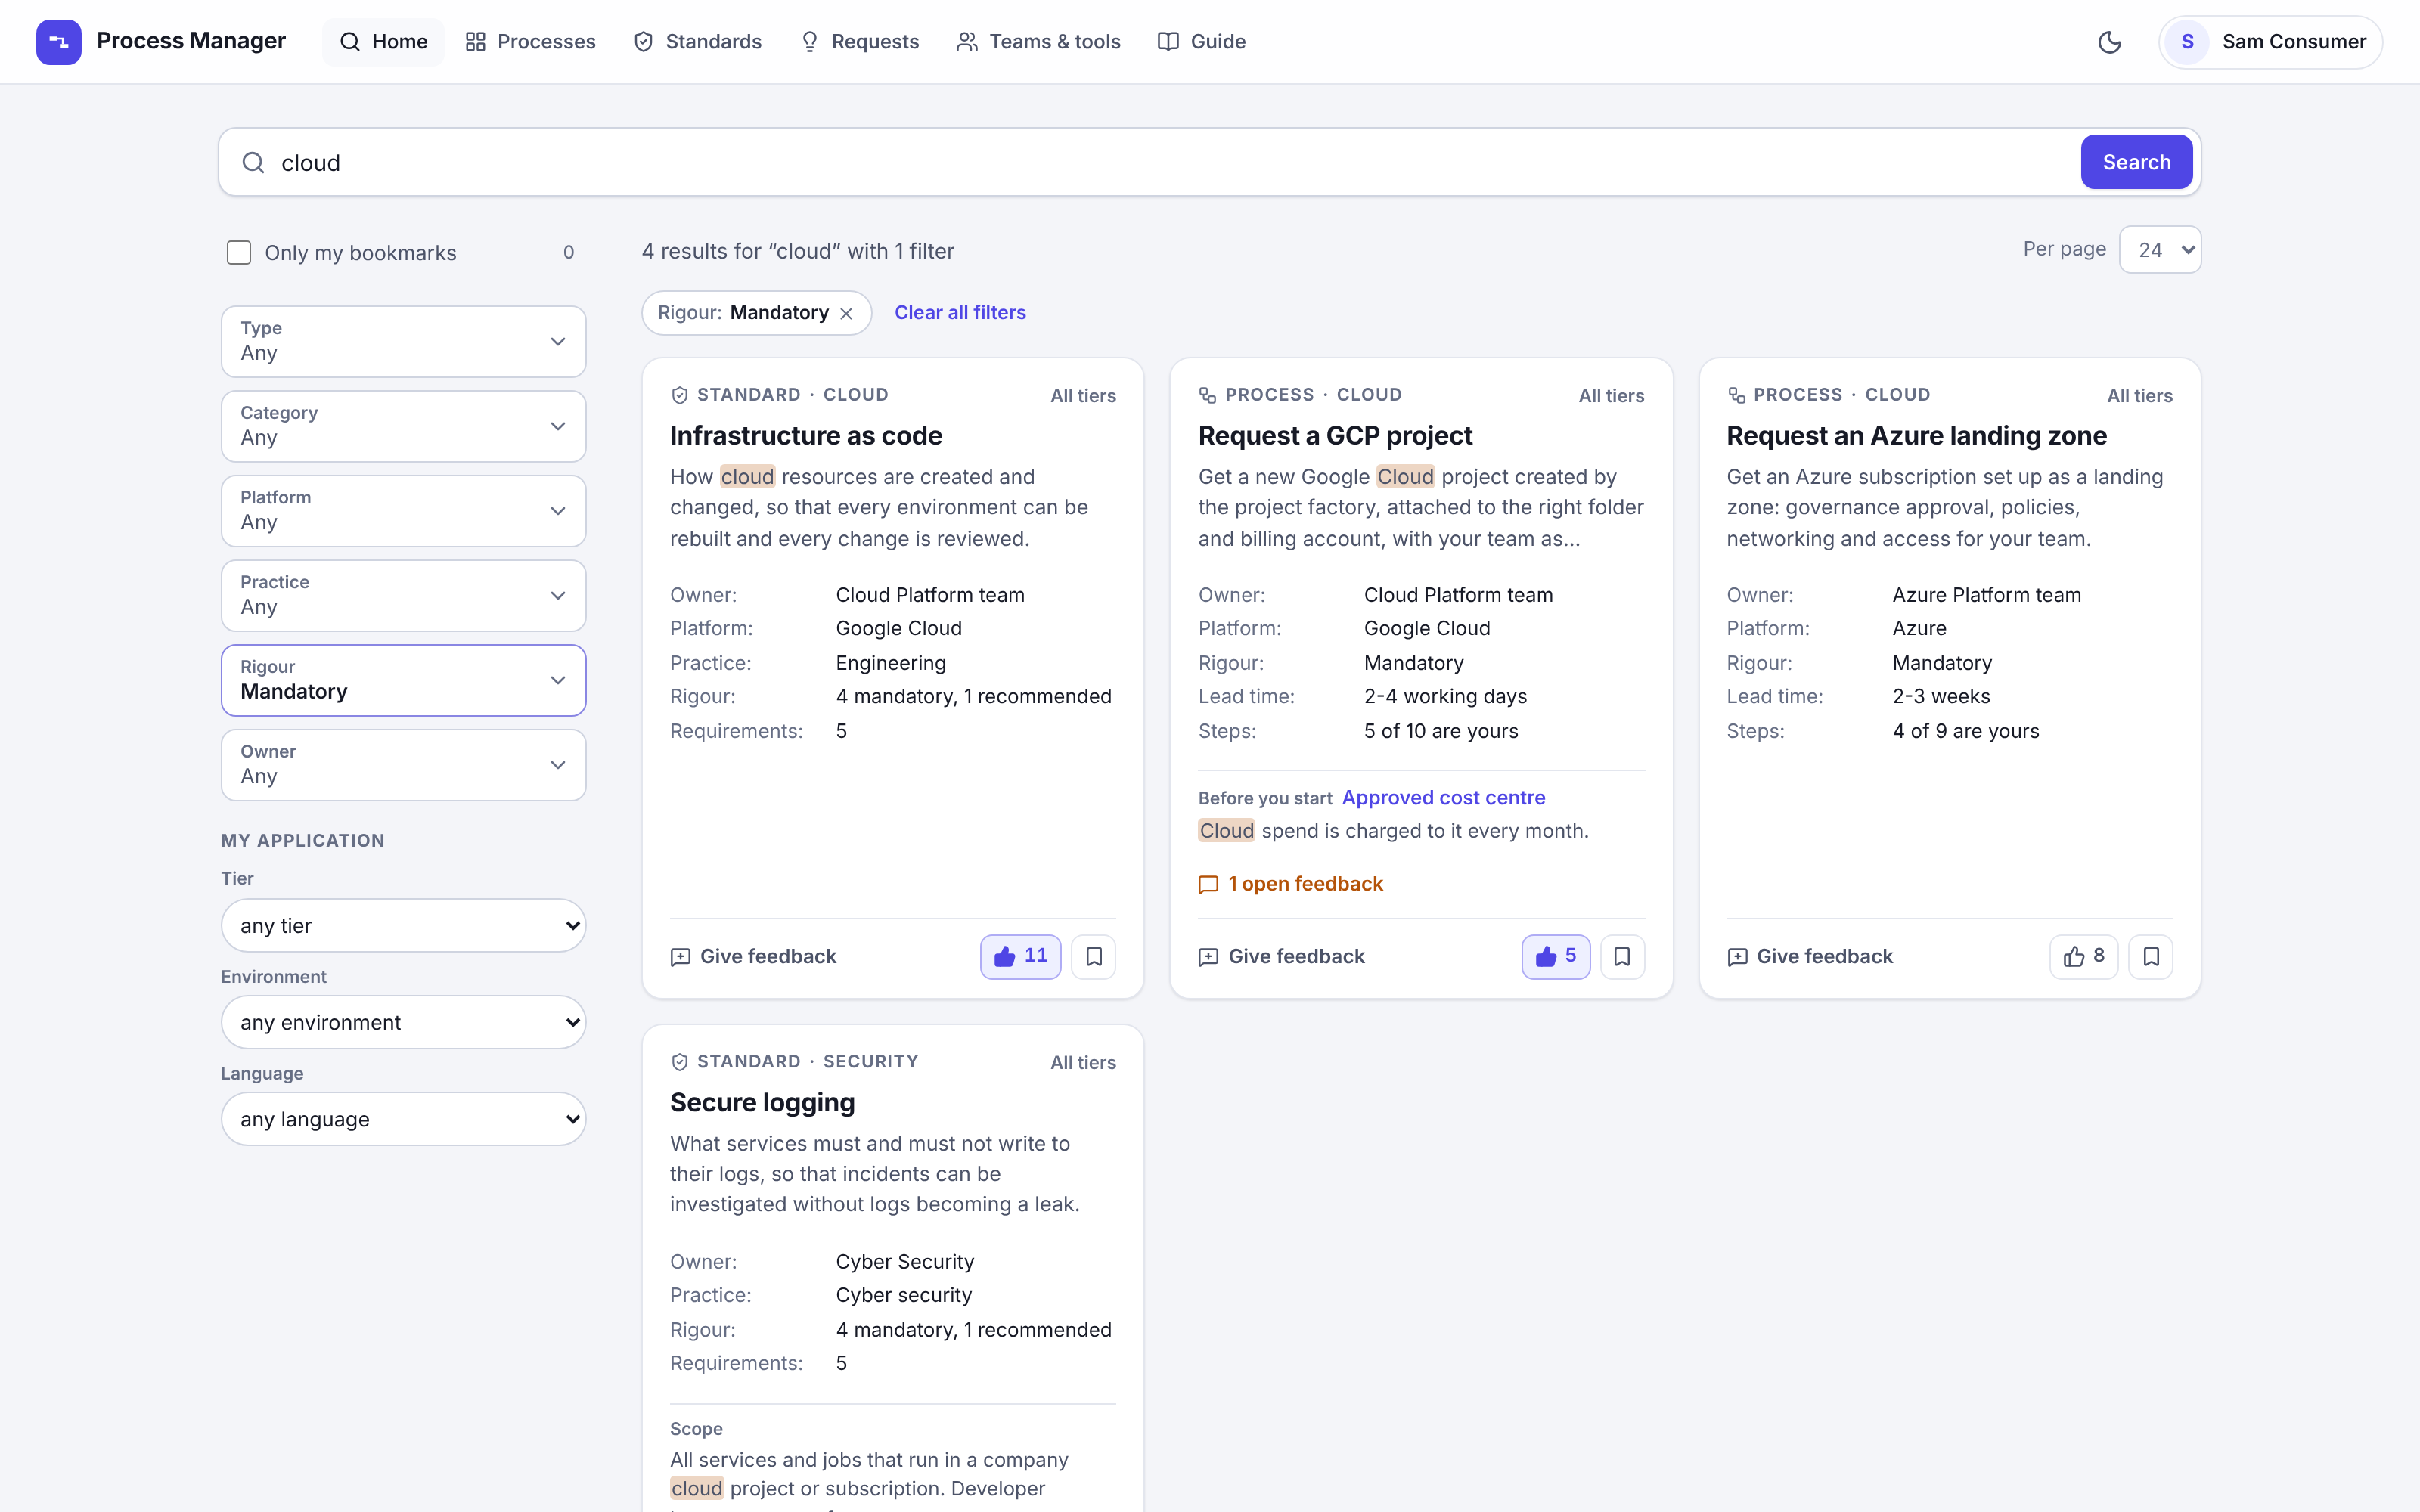 Process Manager
Home
Processes
Standards
Requests
Teams & tools
Guide
S
Sam Consumer
cloud
Search
Only my bookmarks
0
Type
Any
Category
Any
Platform
Any
Practice
Any
Rigour
Mandatory
Owner
Any
MY APPLICATION
Tier
any tier
Environment
any environment
Language
any language
4 results for “cloud” with 1 filter
Per page
24
Rigour: Mandatory
Clear all filters
STANDARD · CLOUD
All tiers
Infrastructure as code
How cloud resources are created and
changed, so that every environment can be
rebuilt and every change is reviewed.
Owner: Cloud Platform team
Platform: Google Cloud
Practice: Engineering
Rigour: 4 mandatory, 1 recommended
Requirements: 5
Give feedback
11
PROCESS · CLOUD
All tiers
Request a GCP project
Get a new Google Cloud project created by
the project factory, attached to the right folder
and billing account, with your team as...
Owner: Cloud Platform team
Platform: Google Cloud
Rigour: Mandatory
Lead time: 2-4 working days
Steps: 5 of 10 are yours
Before you start Approved cost centre
Cloud spend is charged to it every month.
1 open feedback
Give feedback
5
PROCESS · CLOUD
All tiers
Request an Azure landing zone
Get an Azure subscription set up as a landing
zone: governance approval, policies,
networking and access for your team.
Owner: Azure Platform team
Platform: Azure
Rigour: Mandatory
Lead time: 2-3 weeks
Steps: 4 of 9 are yours
Give feedback
8
STANDARD · SECURITY
All tiers
Secure logging
What services must and must not write to
their logs, so that incidents can be
investigated without logs becoming a leak.
Owner: Cyber Security
Practice: Cyber security
Rigour: 4 mandatory, 1 recommended
Requirements: 5
Scope
All services and jobs that run in a company
cloud project or subscription. Developer